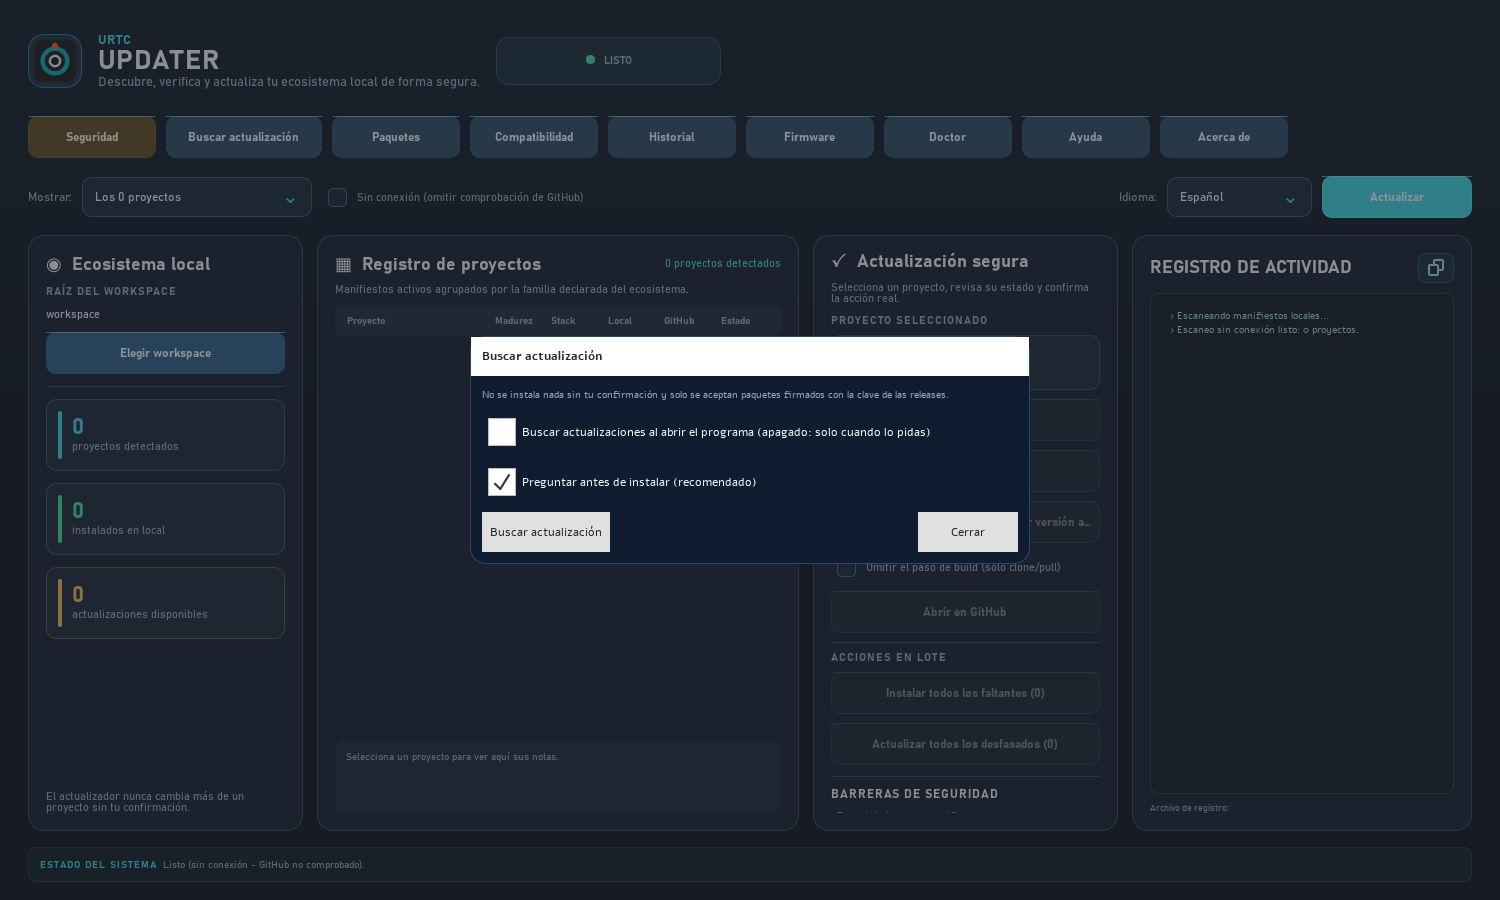 URTC
UPDATER
Descubre, verifica y actualiza tu ecosistema local de forma segura.
LISTO
Seguridad
Buscar actualización
Paquetes
Compatibilidad
Historial
Firmware
Doctor
Ayuda
Acerca de
Mostrar:
Los 0 proyectos
Sin conexión (omitir comprobación de GitHub)
Idioma:
Español
Actualizar
Ecosistema local
RAÍZ DEL WORKSPACE
workspace
Elegir workspace
0
proyectos detectados
0
instalados en local
0
actualizaciones disponibles
El actualizador nunca cambia más de un
proyecto sin tu confirmación.
Registro de proyectos
0 proyectos detectados
Manifiestos activos agrupados por la familia declarada del ecosistema.
Proyecto Madurez Stack Local GitHub Estado
Selecciona un proyecto para ver aquí sus notas.
Buscar actualización
No se instala nada sin tu confirmación y solo se aceptan paquetes firmados con la clave de las releases.
Buscar actualizaciones al abrir el programa (apagado: solo cuando lo pidas)
Preguntar antes de instalar (recomendado)
Buscar actualización
Cerrar
Actualización segura
Selecciona un proyecto, revisa su estado y confirma
la acción real.
PROYECTO SELECCIONADO
versión a...
Omitir el paso de build (solo clone/pull)
Abrir en GitHub
ACCIONES EN LOTE
Instalar todos los faltantes (0)
Actualizar todos los desfasados (0)
BARRERAS DE SEGURIDAD
REGISTRO DE ACTIVIDAD
› Escaneando manifiestos locales...
› Escaneo sin conexión listo: 0 proyectos.
Archivo de registro:
ESTADO DEL SISTEMA Listo (sin conexión - GitHub no comprobado).